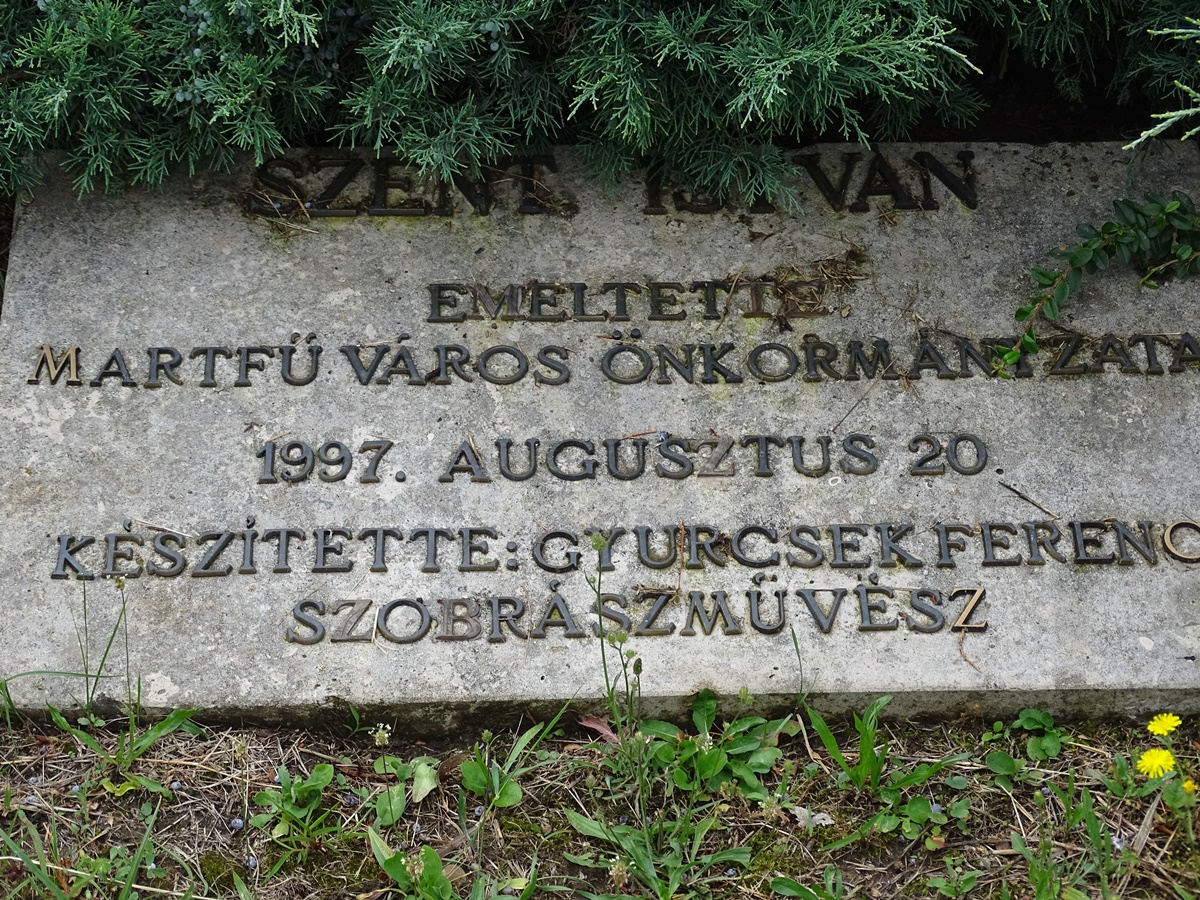 SZENT ISTVÁN
EMELTETTE
MARTFŰ VÁROS ÖNKORMÁNYZATA
1997. AUGUSZTUS 20.
KÉSZÍTETTE: GYURCSEK FERENC
SZOBRÁSZMŰVÉSZ